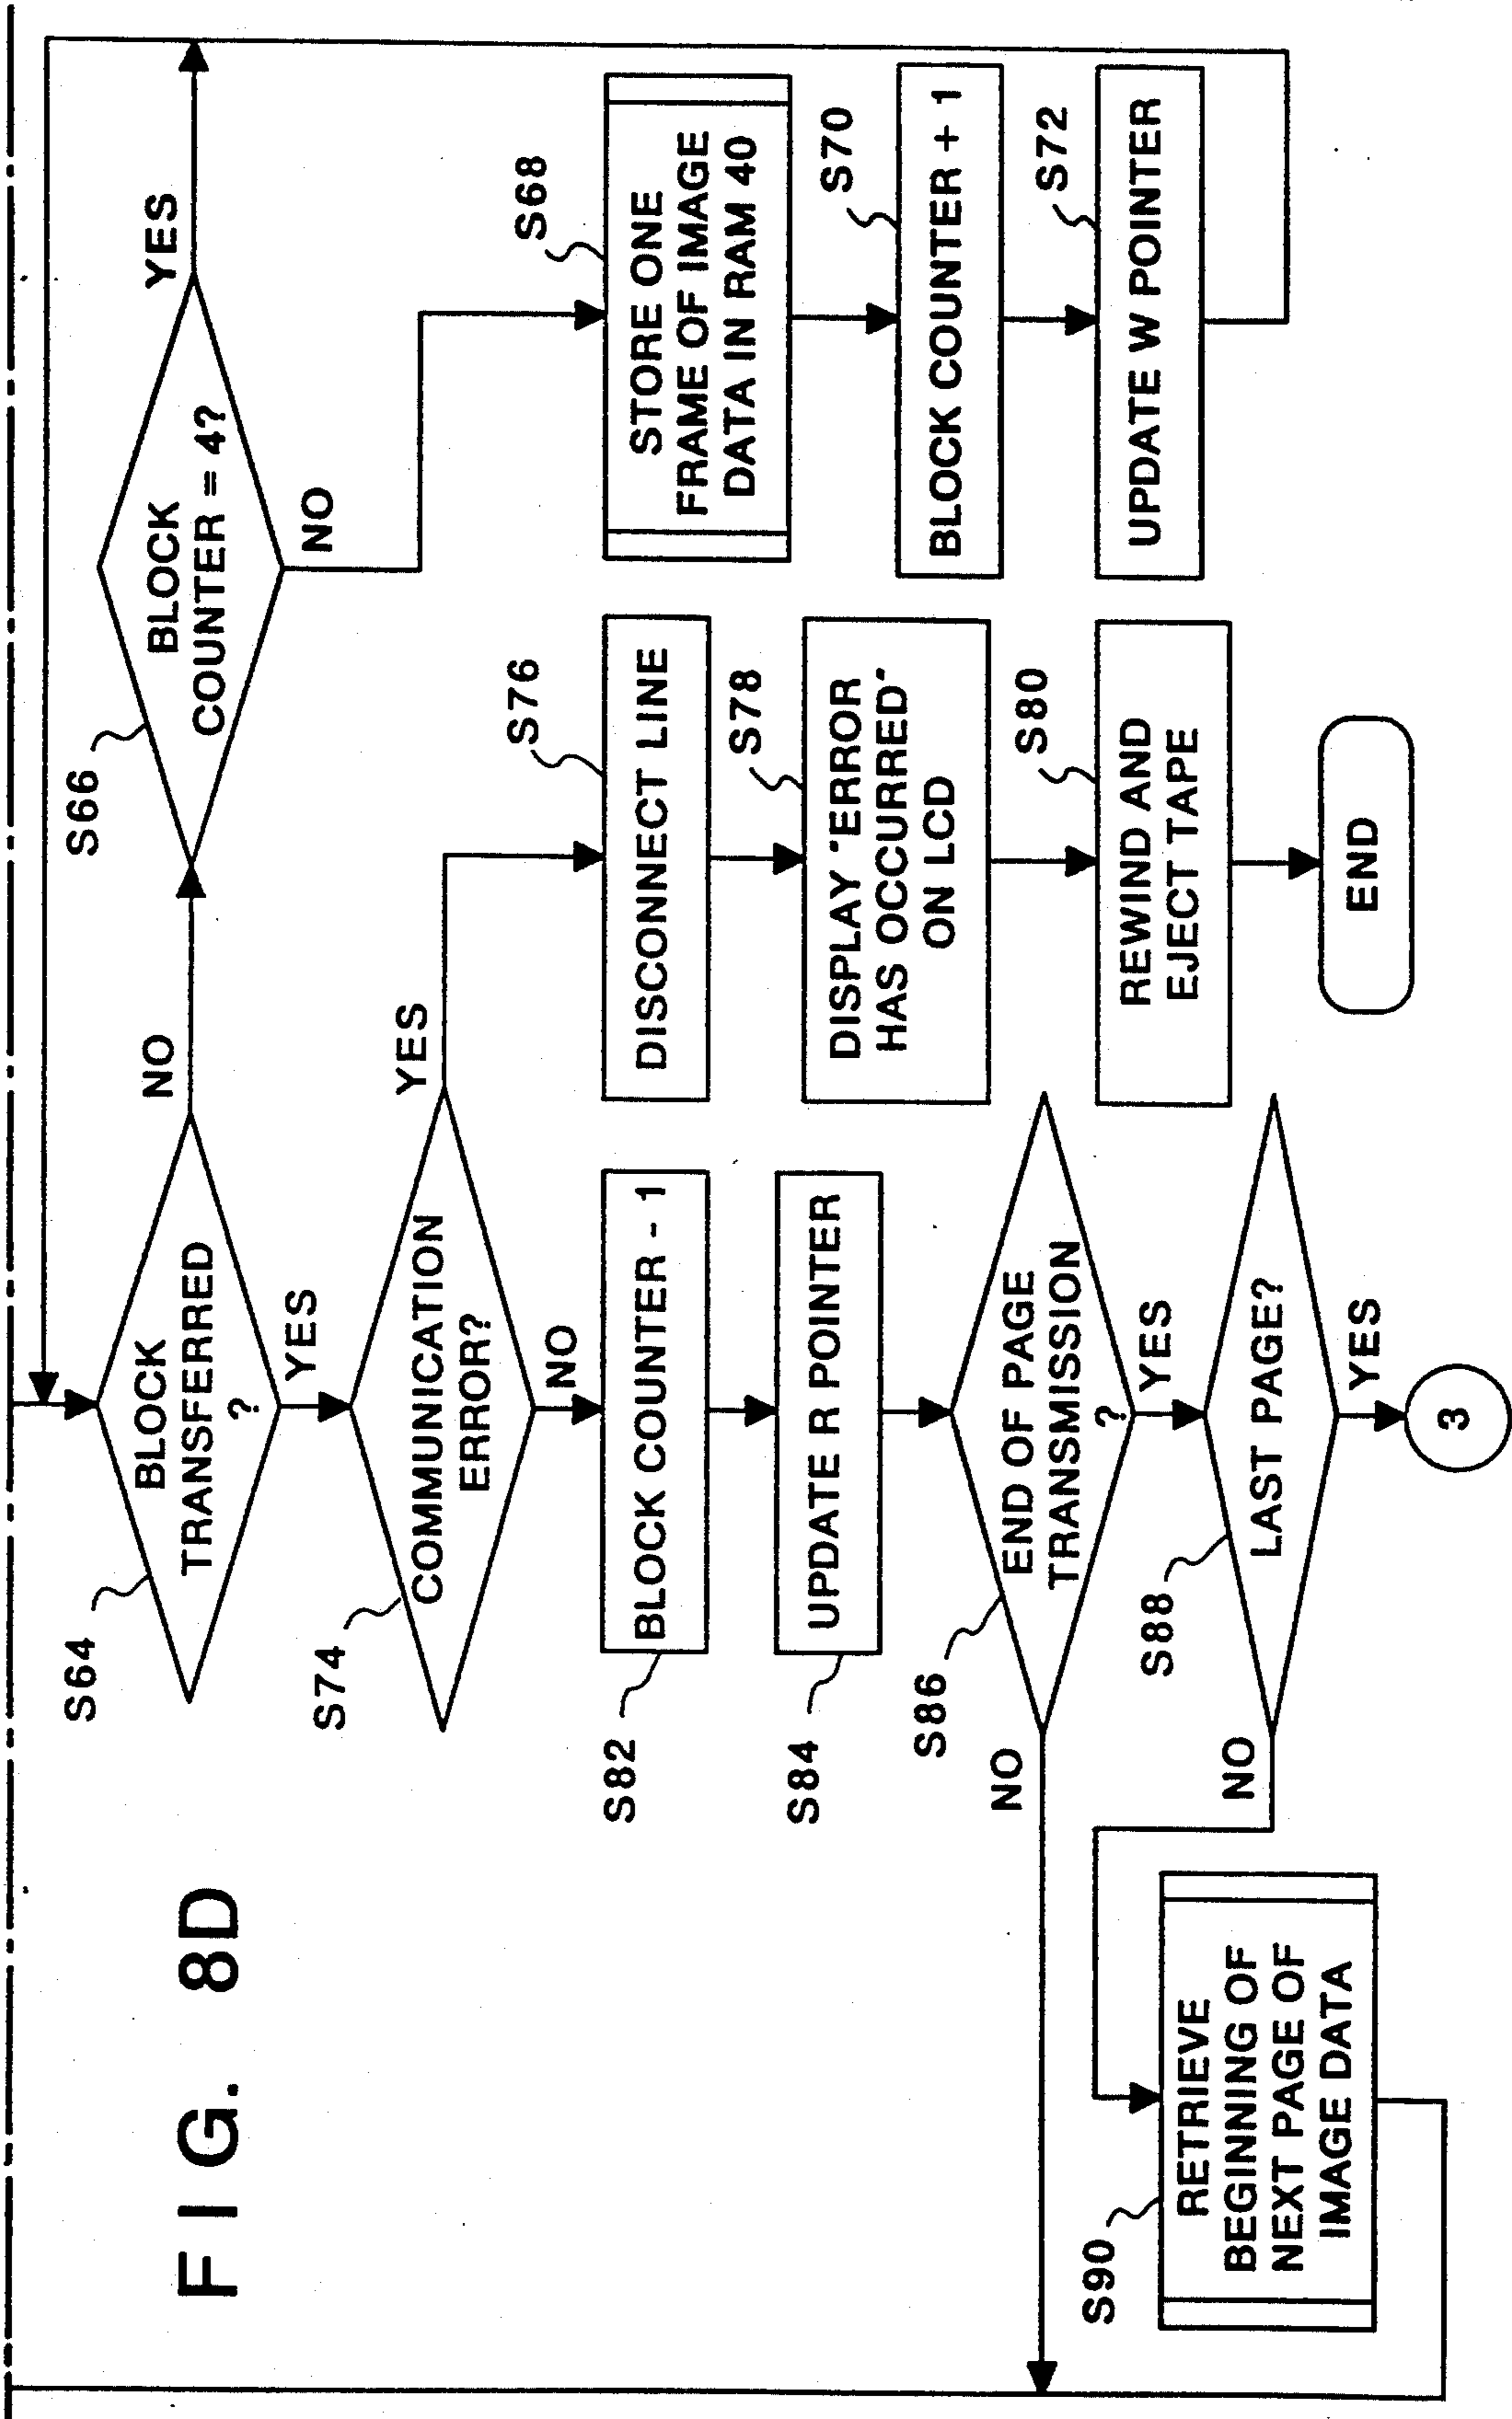 FIG. 8D
S64
BLOCK
TRANSFERRED
?
NO
YES
S66
BLOCK
COUNTER = 4?
YES
NO
S68
STORE ONE
FRAME OF IMAGE
DATA IN RAM 40
S70
BLOCK COUNTER + 1
S72
UPDATE W POINTER
S74
COMMUNICATION
ERROR?
YES
NO
S76
DISCONNECT LINE
S78
DISPLAY "ERROR
HAS OCCURRED"
ON LCD
S80
REWIND AND
EJECT TAPE
END
S82
BLOCK COUNTER - 1
S84
UPDATE R POINTER
S86
END OF PAGE
TRANSMISSION
?
NO
YES
S88
LAST PAGE?
NO
YES
S90
RETRIEVE
BEGINNING OF
NEXT PAGE OF
IMAGE DATA
3